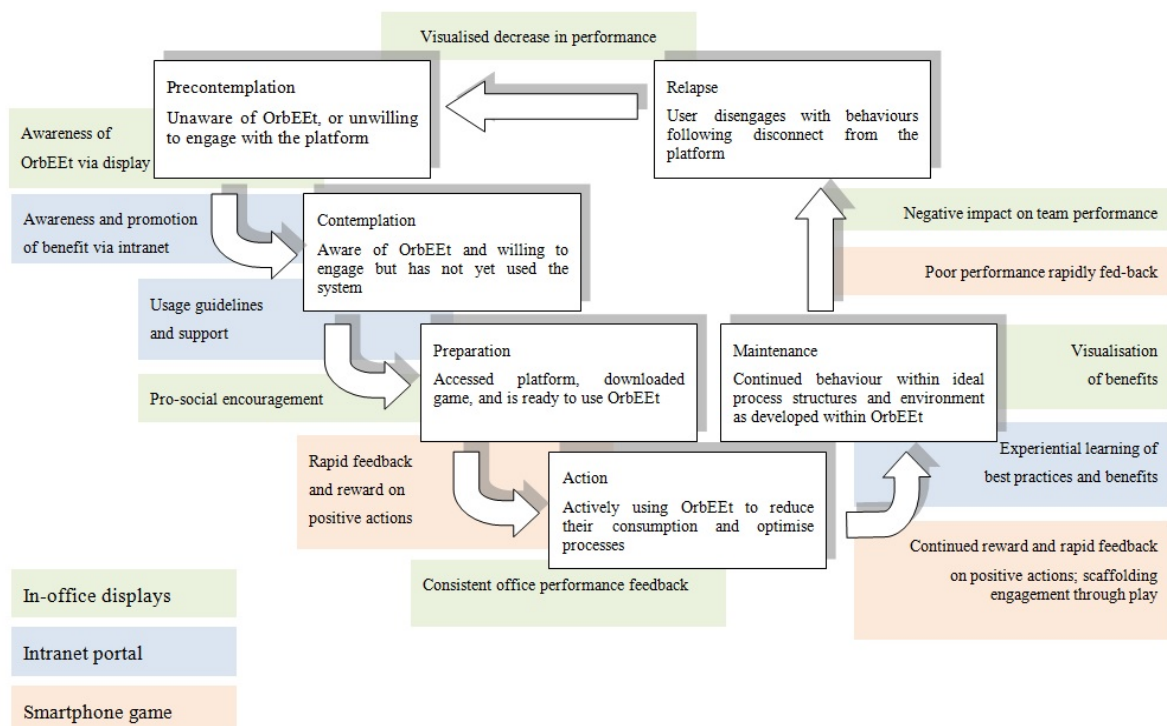 Visualised decrease in performance
Precontemplation
Unaware of OrbEEt, or unwilling
to engage with the platform
Relapse
User disengages with behaviours
following disconnect from the
platform
Awareness of
OrbEEt via display
Awareness and promotion
of benefit via intranet
Contemplation
Aware of OrbEEt and willing to
engage but has not yet used the
system
Negative impact on team performance
Poor performance rapidly fed-back
Usage guidelines
and support
Preparation
Accessed platform, downloaded
game, and is ready to use OrbEEt
Maintenance
Continued behaviour within ideal
process structures and environment
as developed within OrbEEt
Visualisation
of benefits
Pro-social encouragement
Rapid feedback
and reward on
positive actions
Action
Actively using OrbEEt to reduce
their consumption and optimise
processes
Experiential learning of
best practices and benefits
Continued reward and rapid feedback
on positive actions; scaffolding
engagement through play
Consistent office performance feedback
In-office displays
Intranet portal
Smartphone game